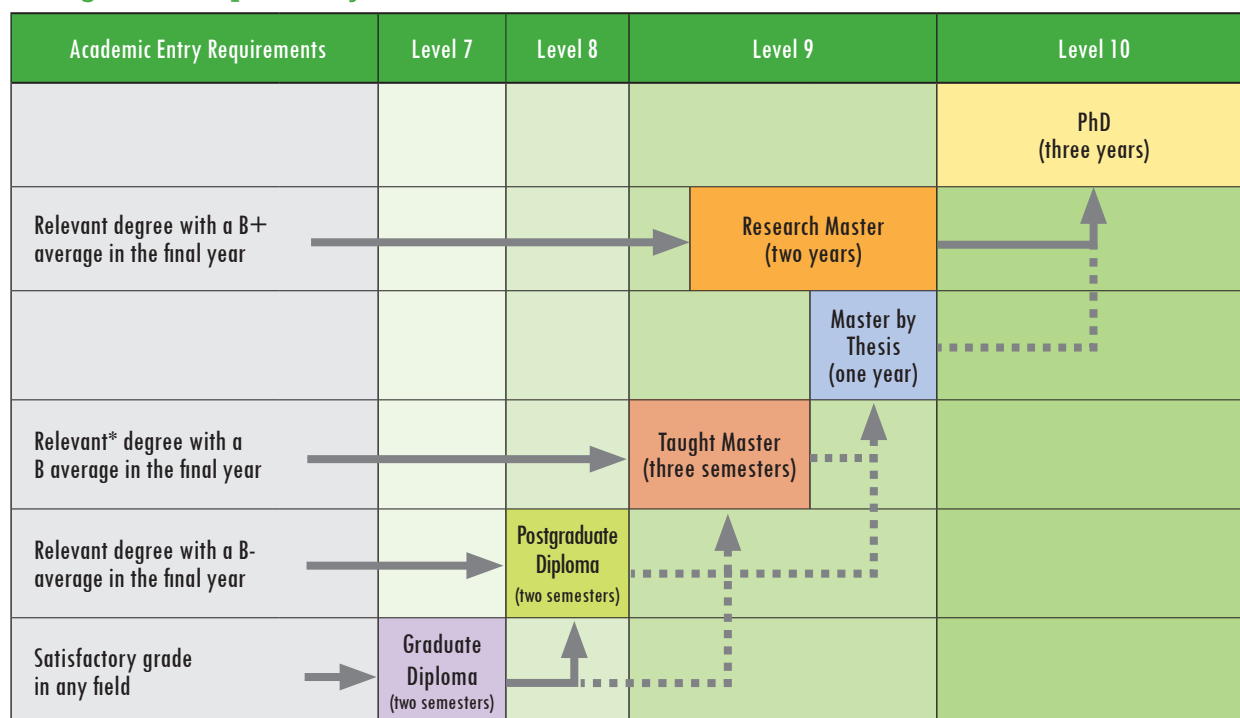 Academic Entry Requirements
Level 7
Level 8
Level 9
Level 10
PhD
(three years)
Relevant degree with a B+
average in the final year
Research Master
(two years)
Master by
Thesis
(one year)
Relevant* degree with a
B average in the final year
Taught Master
(three semesters)
Relevant degree with a B-
average in the final year
Postgraduate
Diploma
(two semesters)
Satisfactory grade
in any field
Graduate
Diploma
(two semesters)